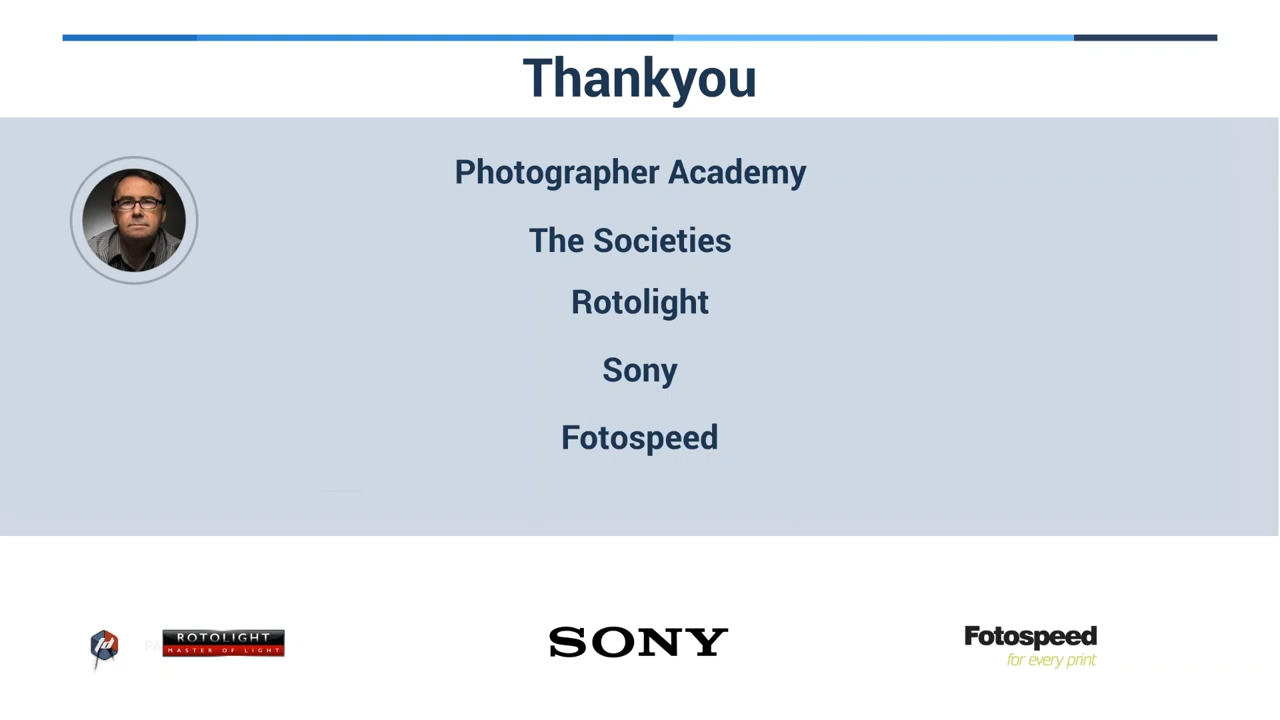 Thankyou
Photographer Academy
The Societies
Rotolight
Sony
Fotospeed
ROTOLIGHT
MASTER OF LIGHT
SONY
Fotospeed
for every print